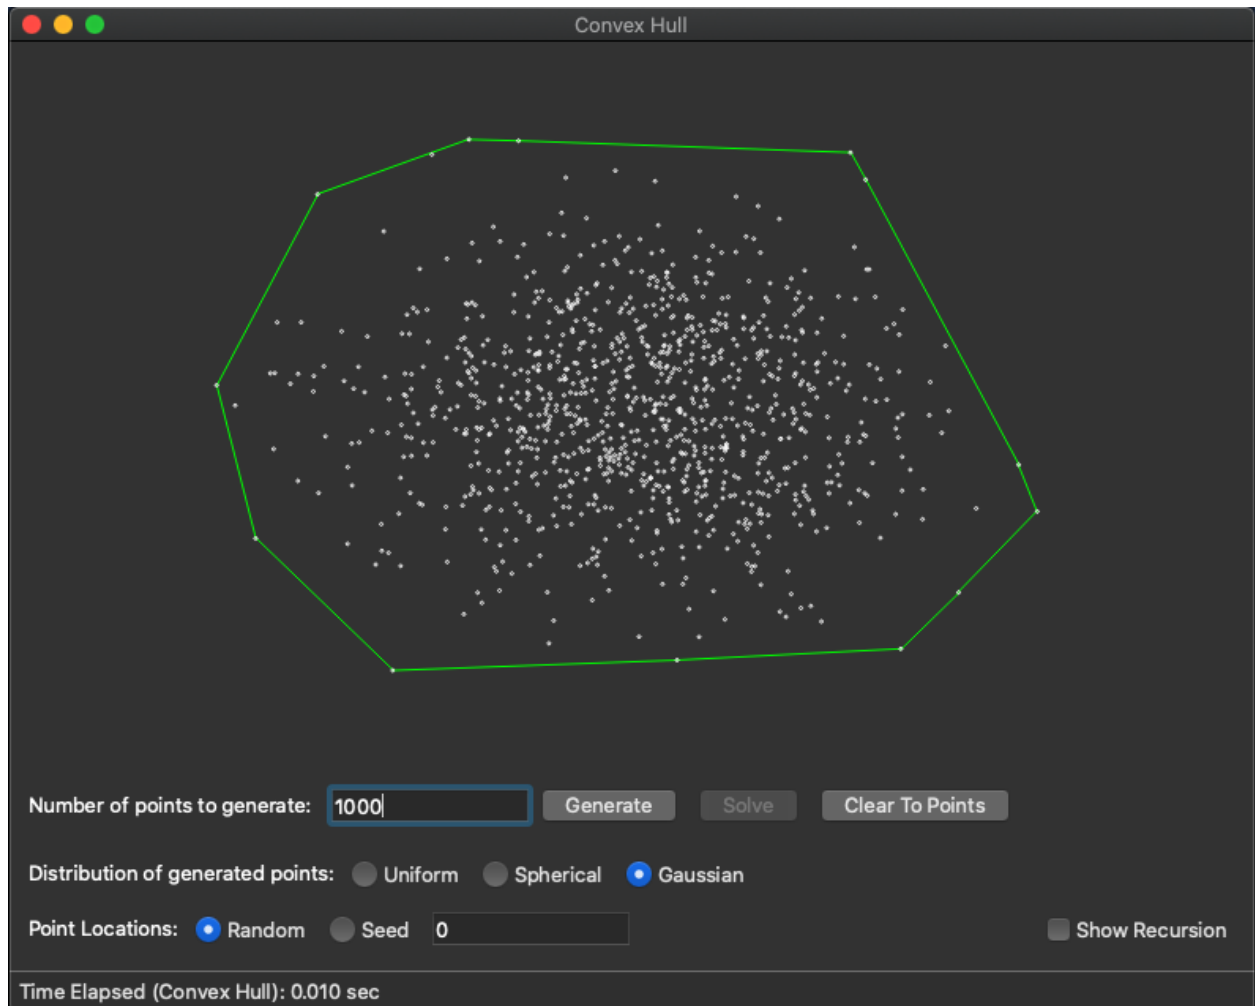 Convex Hull
Number of points to generate: 1000 Generate Solve Clear To Points
Distribution of generated points: Uniform Spherical Gaussian
Point Locations: Random Seed 0 Show Recursion
Time Elapsed (Convex Hull): 0.010 sec